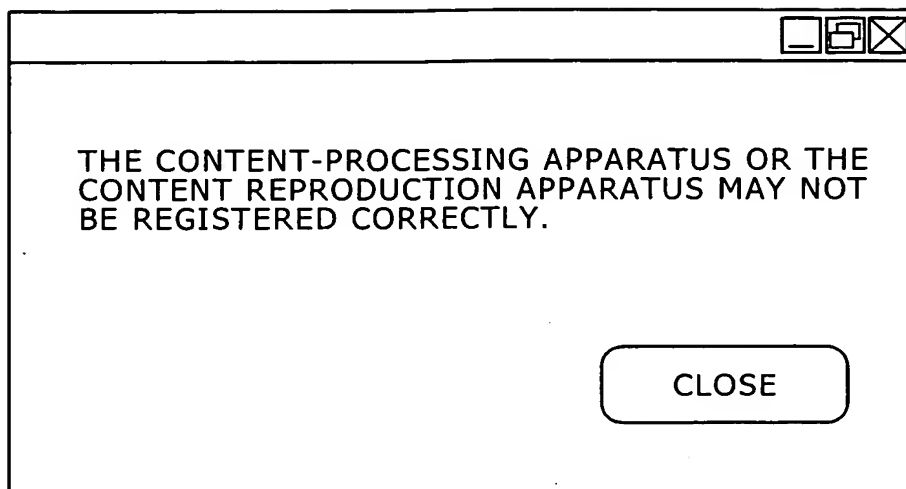 THE CONTENT-PROCESSING APPARATUS OR THE
CONTENT REPRODUCTION APPARATUS MAY NOT
BE REGISTERED CORRECTLY.
CLOSE